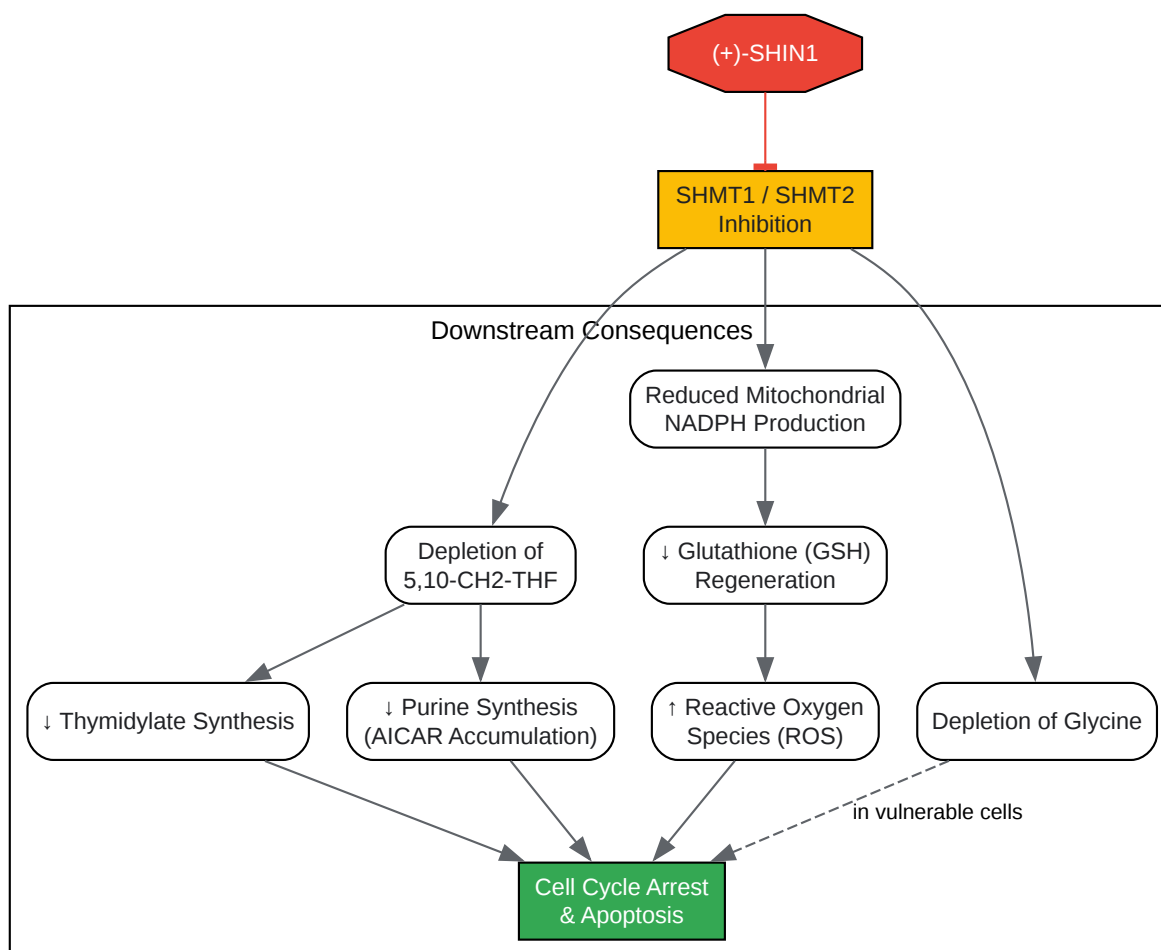 (+)-SHIN1
SHMT1 / SHMT2
Inhibition
Downstream Consequences
Reduced Mitochondrial
NADPH Production
Depletion of
5,10-CH2-THF
↓ Glutathione (GSH)
Regeneration
↓ Thymidylate Synthesis
↓ Purine Synthesis
(AICAR Accumulation)
↑ Reactive Oxygen
Species (ROS)
Depletion of Glycine
in vulnerable cells
Cell Cycle Arrest
& Apoptosis